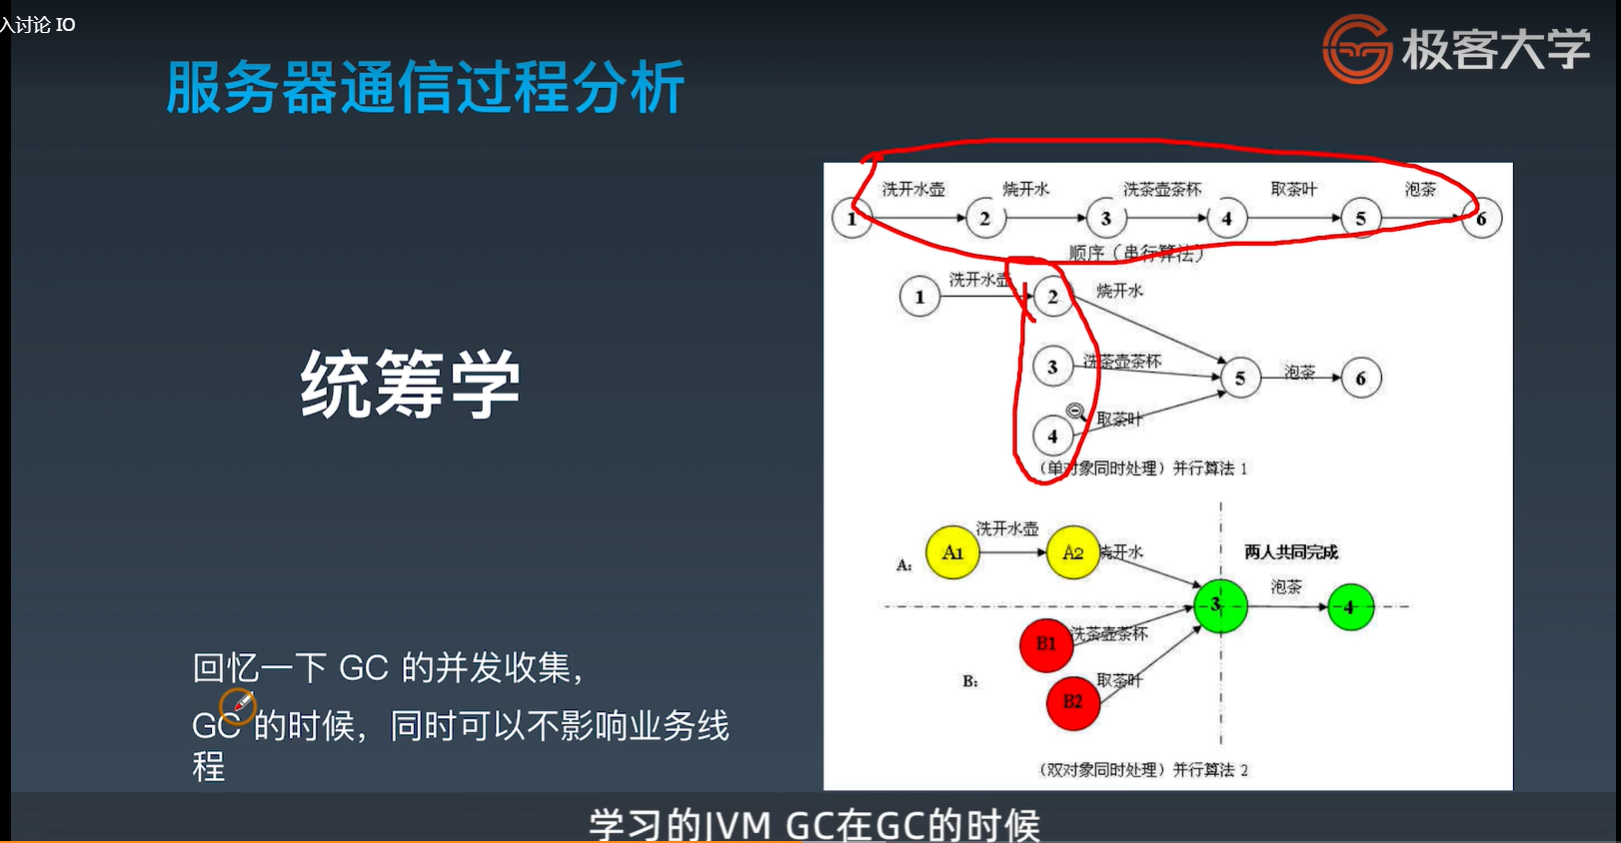 入讨论 IO
极客大学
服务器通信过程分析
洗开水壶 烧开水 洗茶壶茶杯 取茶叶 泡茶
1 2 3 4 5 6
顺序（串行算法）
洗开水壶 烧开水
1 2
3 洗茶壶茶杯 5 泡茶 6
4 取茶叶
（单对象同时处理）并行算法 1
统筹学
洗开水壶 烧开水 两人共同完成
A: A1 A2
泡茶
3 4
B1 洗茶壶茶杯
B: B2 取茶叶
（双对象同时处理）并行算法 2
回忆一下 GC 的并发收集，
GC 的时候，同时可以不影响业务线
程
学习的JVM GC在GC的时候